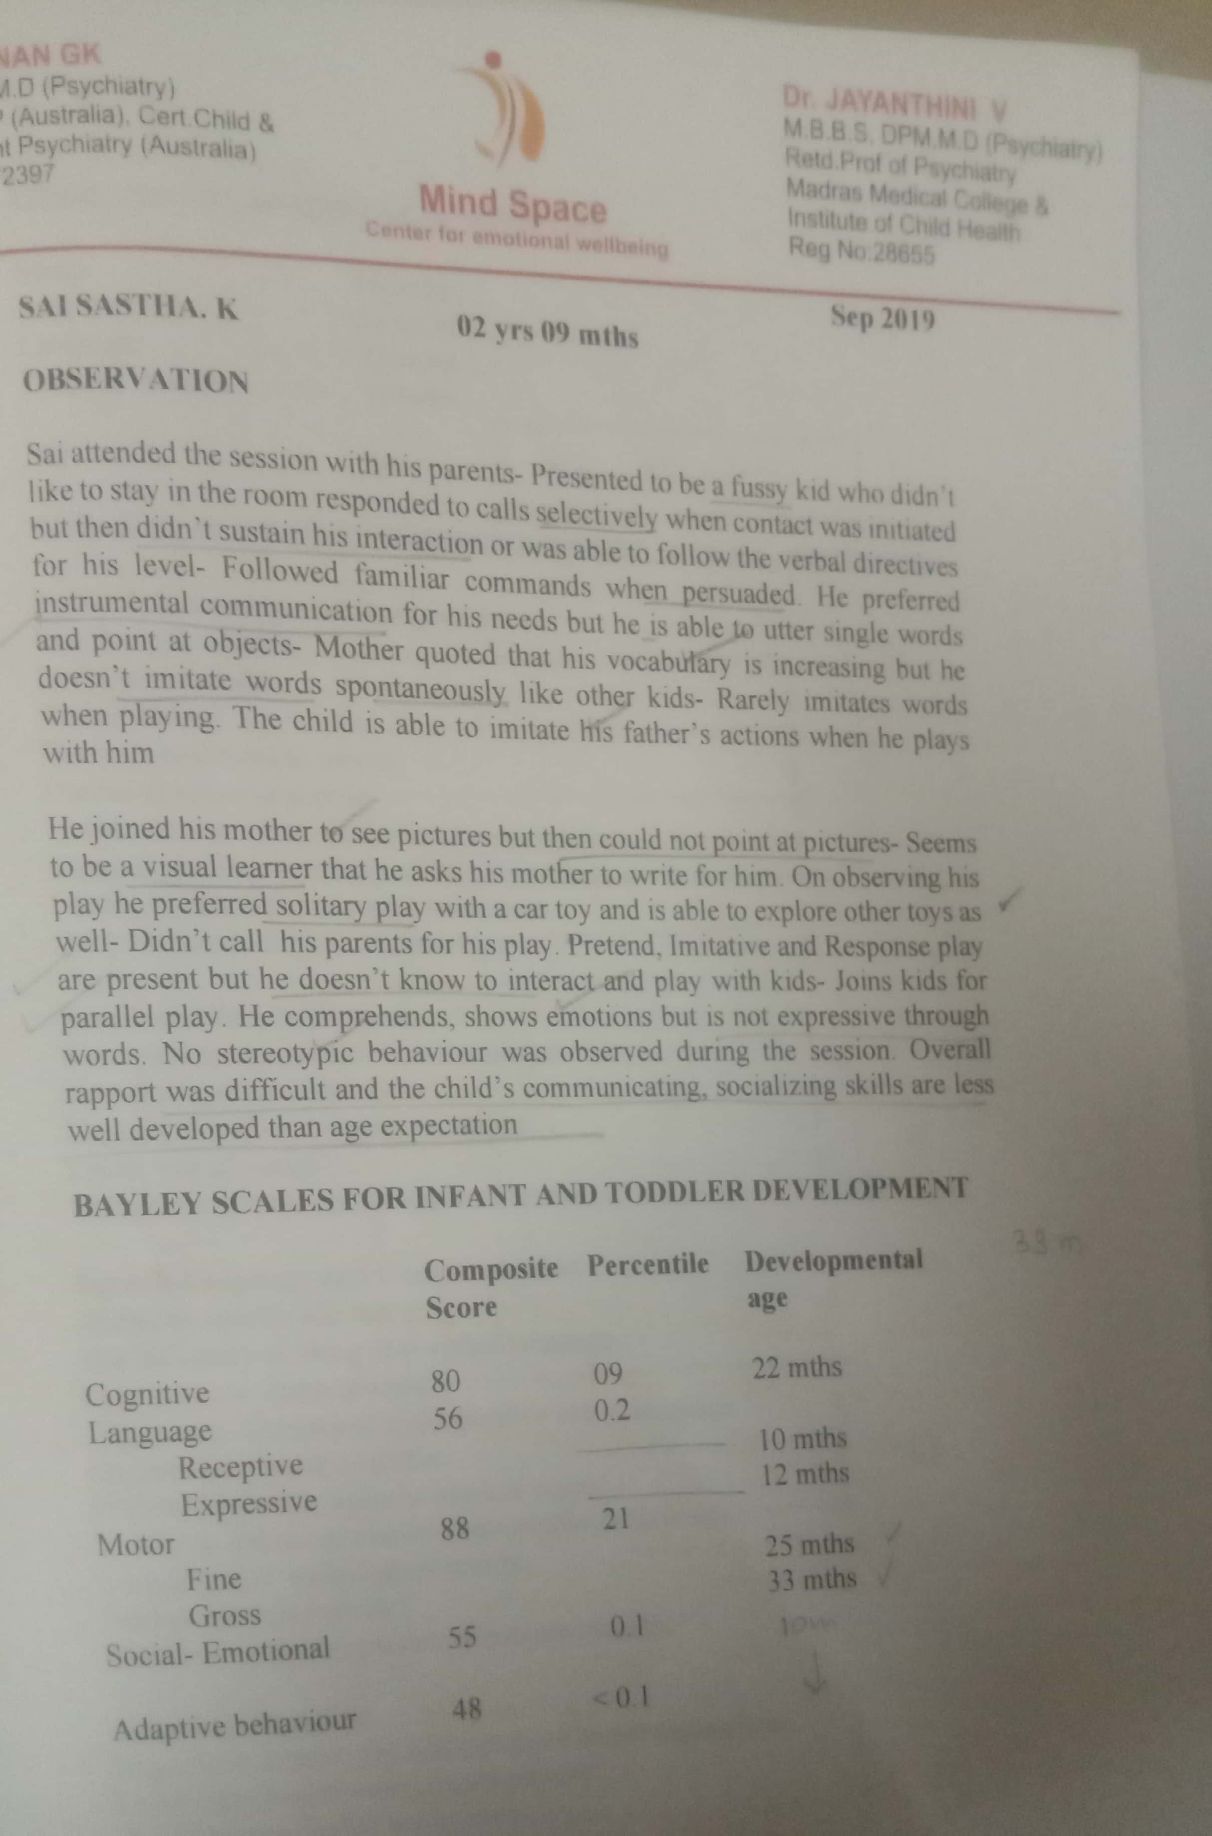 NAN GK
M.D (Psychiatry)
(Australia), Cert.Child &
nt Psychiatry (Australia)
2397
Mind Space
Center for emotional wellbeing
Dr. JAYANTHINI V
M.B.B.S, DPM,M.D (Psychiatry)
Retd.Prof of Psychiatry
Madras Medical College &
Institute of Child Health
Reg No:28655
SAI SASTHA. K 02 yrs 09 mths Sep 2019
OBSERVATION
Sai attended the session with his parents- Presented to be a fussy kid who didn't
like to stay in the room responded to calls selectively when contact was initiated
but then didn't sustain his interaction or was able to follow the verbal directives
for his level- Followed familiar commands when persuaded. He preferred
instrumental communication for his needs but he is able to utter single words
and point at objects- Mother quoted that his vocabulary is increasing but he
doesn't imitate words spontaneously like other kids- Rarely imitates words
when playing. The child is able to imitate his father's actions when he plays
with him
He joined his mother to see pictures but then could not point at pictures- Seems
to be a visual learner that he asks his mother to write for him. On observing his
play he preferred solitary play with a car toy and is able to explore other toys as
well- Didn't call his parents for his play. Pretend, Imitative and Response play
are present but he doesn't know to interact and play with kids- Joins kids for
parallel play. He comprehends, shows emotions but is not expressive through
words. No stereotypic behaviour was observed during the session. Overall
rapport was difficult and the child's communicating, socializing skills are less
well developed than age expectation
BAYLEY SCALES FOR INFANT AND TODDLER DEVELOPMENT
33 m
Composite Percentile Developmental
Score age
Cognitive 80 09 22 mths
Language 56 0.2
Receptive 10 mths
Expressive 12 mths
Motor 88 21
Fine 25 mths
Gross 33 mths
Social- Emotional 55 0.1 10m
Adaptive behaviour 48 <0.1